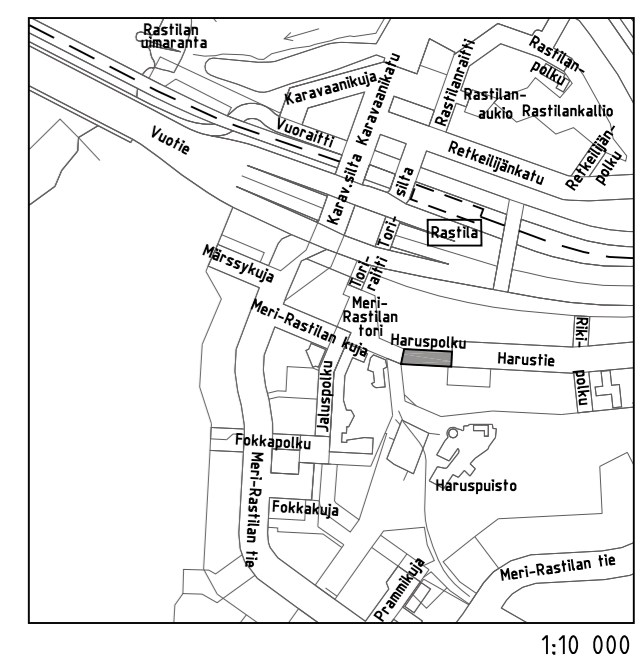 Rastilan
uimaranta
Karavaanikuja
Karavaanikatu
Rastilanraitti
Rastilan-
polku
Rastilan-
aukio
Rastilankallio
Vuoraitti
Vuotie
Retkeilijänkatu
Retkeilijän-
polku
Karav.silta
Tori-
silta
Rastila
Märssykuja
Tori-
raitti
Meri-
Rastilan
tori
Meri-Rastilan kuja
Haruspolku
Harustie
Riki-
polku
Jaluspolku
Fokkapolku
Meri-Rastilan tie
Fokkakuja
Haruspuisto
Prammikuja
Meri-Rastilan tie
1:10 000